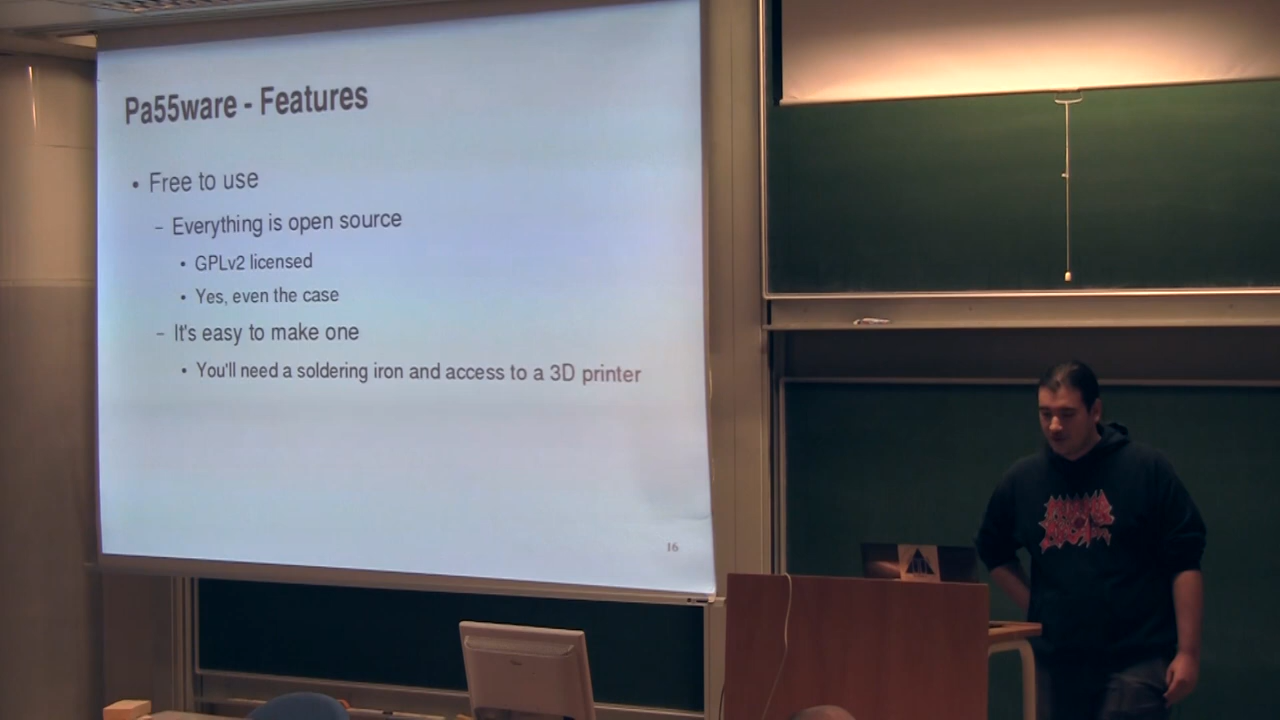 Pa55ware - Features
• Free to use
– Everything is open source
• GPLv2 licensed
• Yes, even the case
– It's easy to make one
• You'll need a soldering iron and access to a 3D printer
16